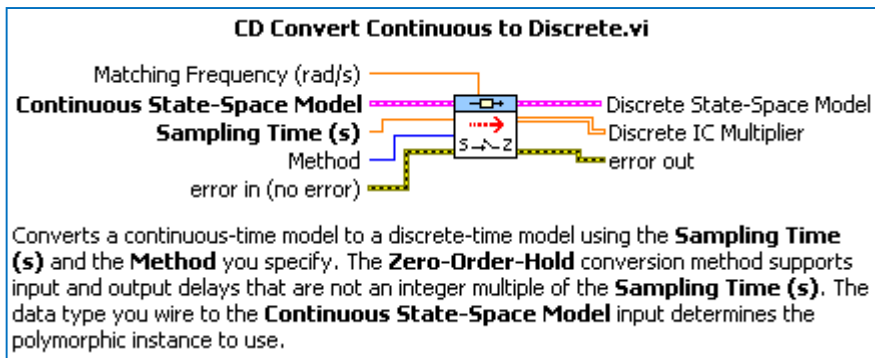 CD Convert Continuous to Discrete.vi
Matching Frequency (rad/s)
Continuous State-Space Model
Discrete State-Space Model
Sampling Time (s)
Discrete IC Multiplier
Method
error out
error in (no error)
S Z
Converts a continuous-time model to a discrete-time model using the Sampling Time
(s) and the Method you specify. The Zero-Order-Hold conversion method supports
input and output delays that are not an integer multiple of the Sampling Time (s). The
data type you wire to the Continuous State-Space Model input determines the
polymorphic instance to use.